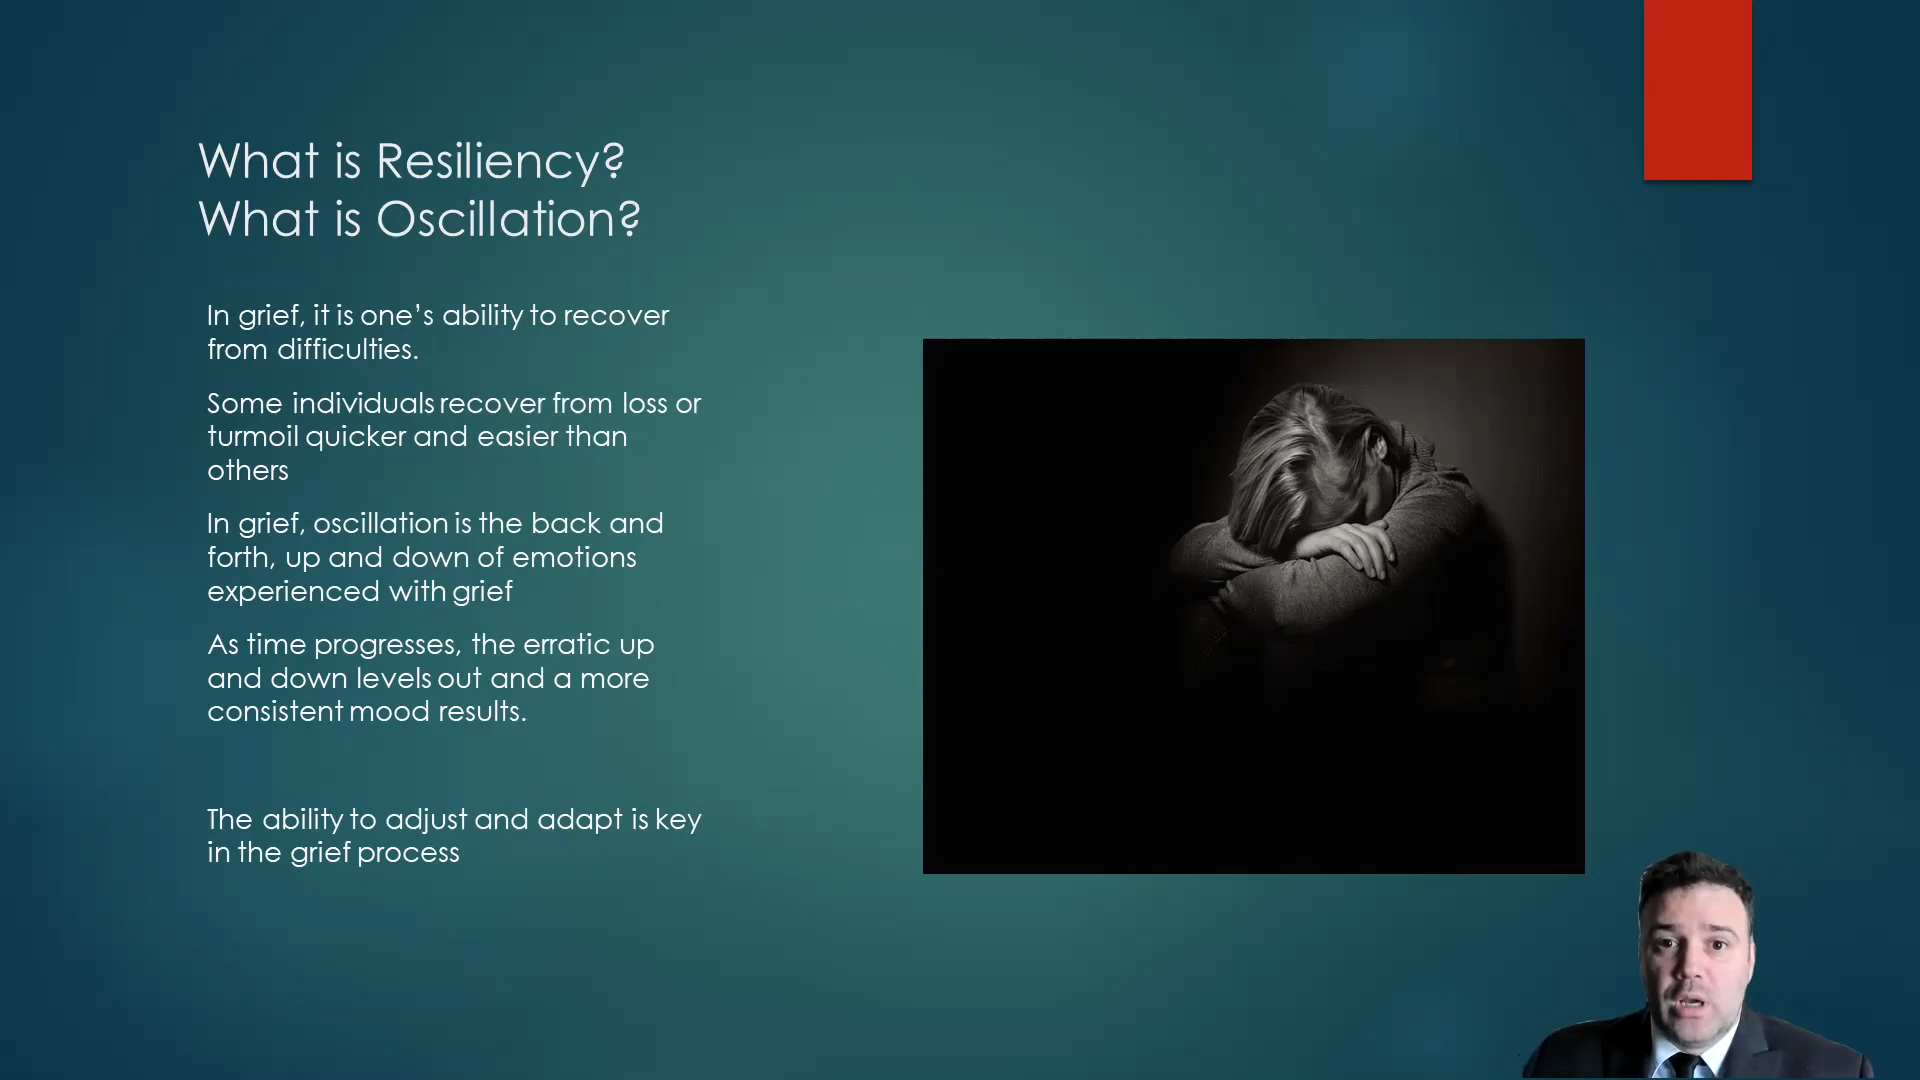 What is Resiliency?
What is Oscillation?
In grief, it is one’s ability to recover
from difficulties.
Some individuals recover from loss or
turmoil quicker and easier than
others
In grief, oscillation is the back and
forth, up and down of emotions
experienced with grief
As time progresses, the erratic up
and down levels out and a more
consistent mood results.
The ability to adjust and adapt is key
in the grief process